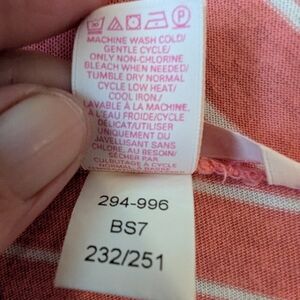 MACHINE WASH COLD/
GENTLE CYCLE/
ONLY NON-CHLORINE
BLEACH WHEN NEEDED/
TUMBLE DRY NORMAL
CYCLE LOW HEAT/
COOL IRON./
LAVABLE À LA MACHINE,
À L'EAU FROIDE/CYCLE
DÉLICAT/UTILISER
UNIQUEMENT DU
JAVELLISANT SANS
CHLORE, AU BESOIN/
SÉCHER PAR
CULBUTAGE À CYCLE
294-996
BS7
232/251